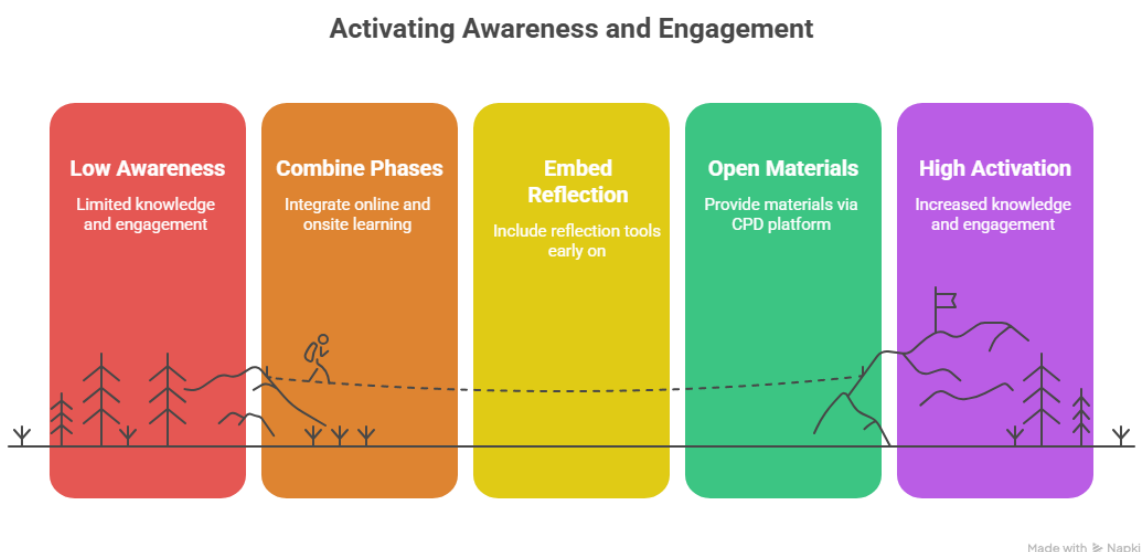 Activating Awareness and Engagement
Low Awareness
Limited knowledge
and engagement
Combine Phases
Integrate online and
onsite learning
Embed
Reflection
Include reflection tools
early on
Open Materials
Provide materials via
CPD platform
High Activation
Increased knowledge
and engagement
Made with Napki